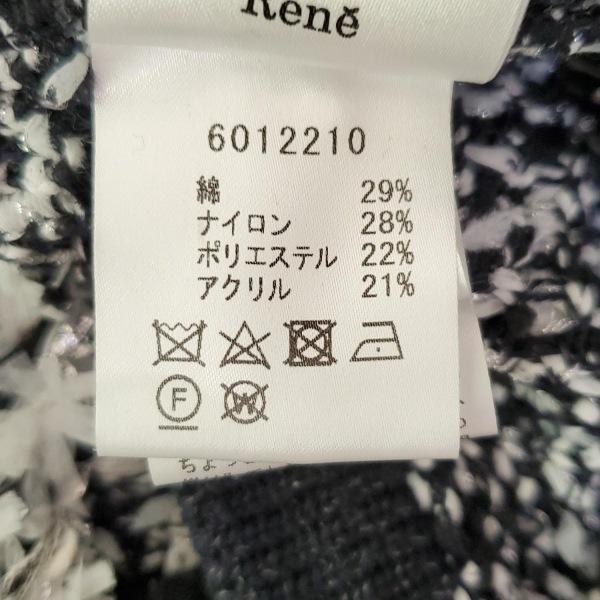 René
6012210
綿 29%
ナイロン 28%
ポリエステル 22%
アクリル 21%
F
W